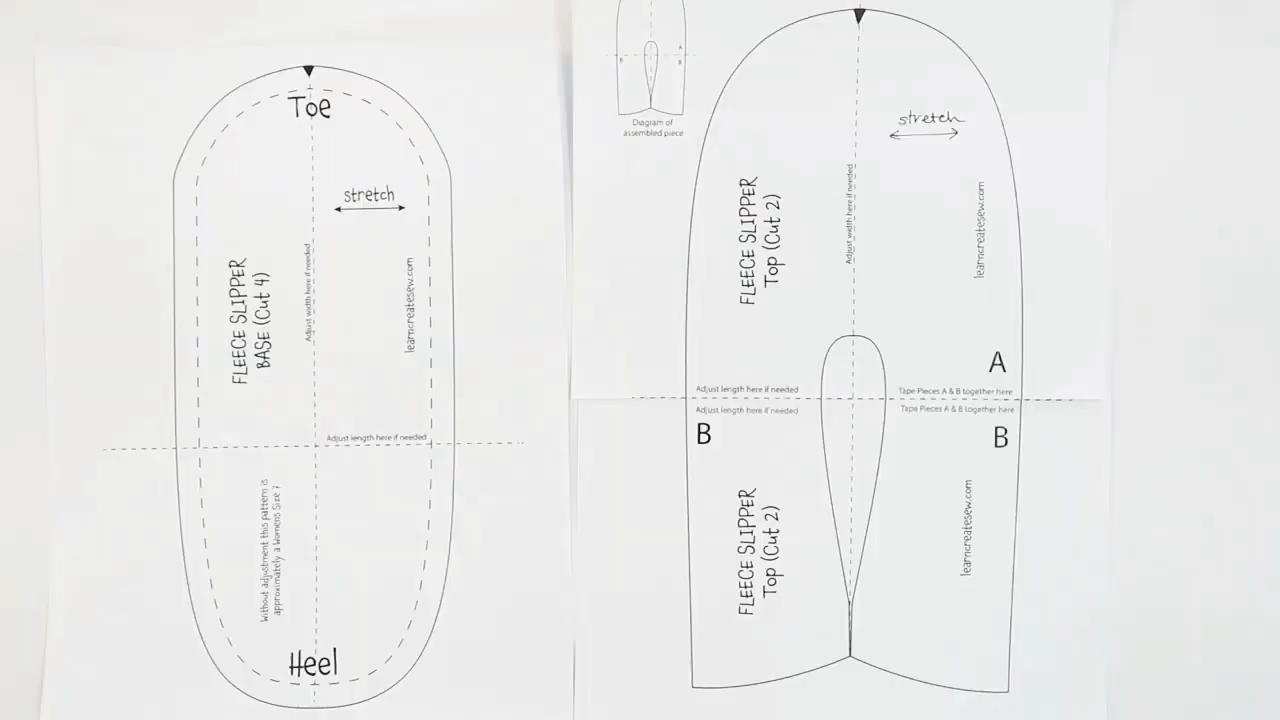 Toe
stretch
Adjust width here if needed
FLEECE SLIPPER
BASE (Cut 4)
learncreatesew.com
Adjust length here if needed
Without adjustment this pattern is
approximately a Womens Size 7
Heel
A
B
B
Diagram of
assembled piece
stretch
Adjust width here if needed
FLEECE SLIPPER
Top (Cut 2)
learncreatesew.com
A
Adjust length here if needed
Tape Pieces A & B together here
Adjust length here if needed
Tape Pieces A & B together here
B
B
FLEECE SLIPPER
Top (Cut 2)
learncreatesew.com